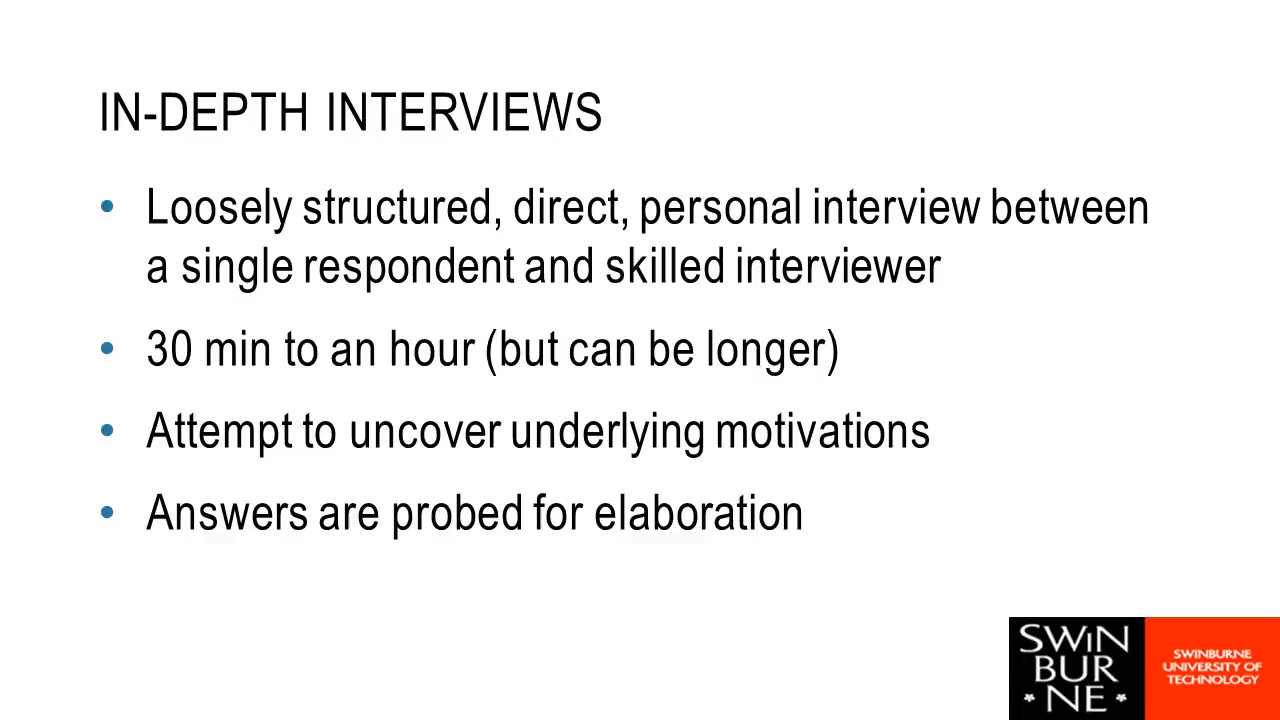 IN-DEPTH INTERVIEWS
• Loosely structured, direct, personal interview between
a single respondent and skilled interviewer
• 30 min to an hour (but can be longer)
• Attempt to uncover underlying motivations
• Answers are probed for elaboration
SWIN
BUR
* NE *
SWINBURNE
UNIVERSITY OF
TECHNOLOGY